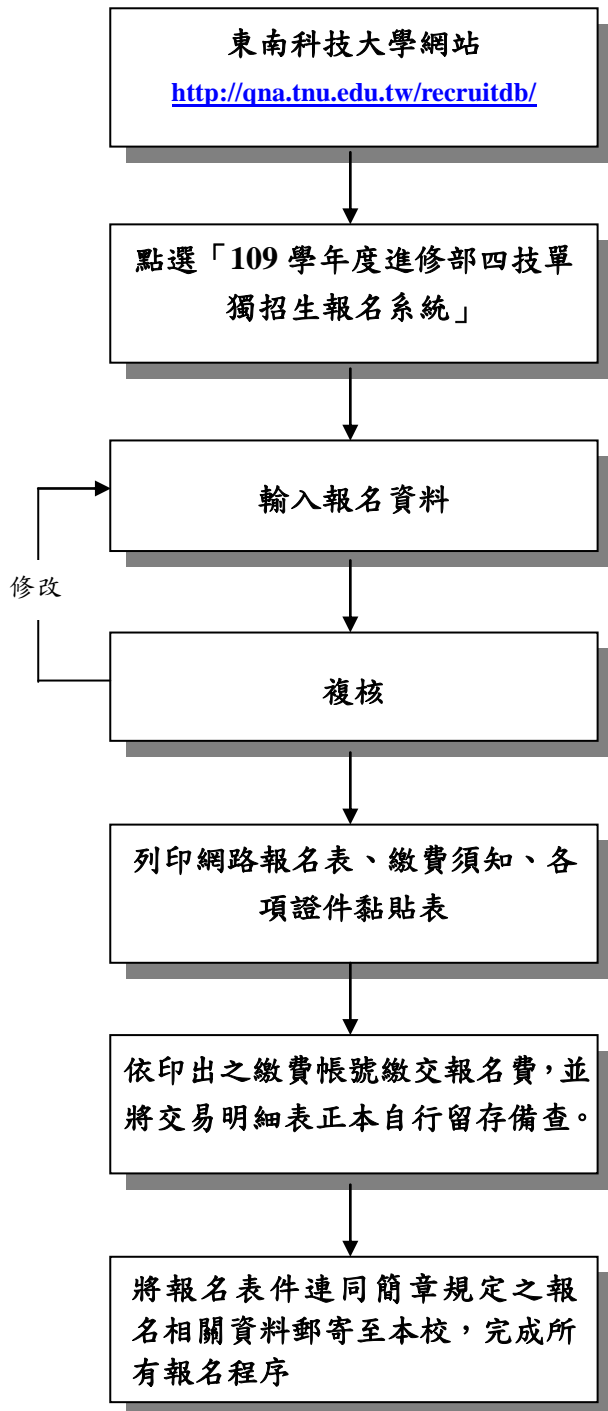 東南科技大學網站
http://qna.tnu.edu.tw/recruitdb/
點選「109 學年度進修部四技單
獨招生報名系統」
輸入報名資料
修改
複核
列印網路報名表、繳費須知、各
項證件黏貼表
依印出之繳費帳號繳交報名費，並
將交易明細表正本自行留存備查。
將報名表件連同簡章規定之報
名相關資料郵寄至本校，完成所
有報名程序